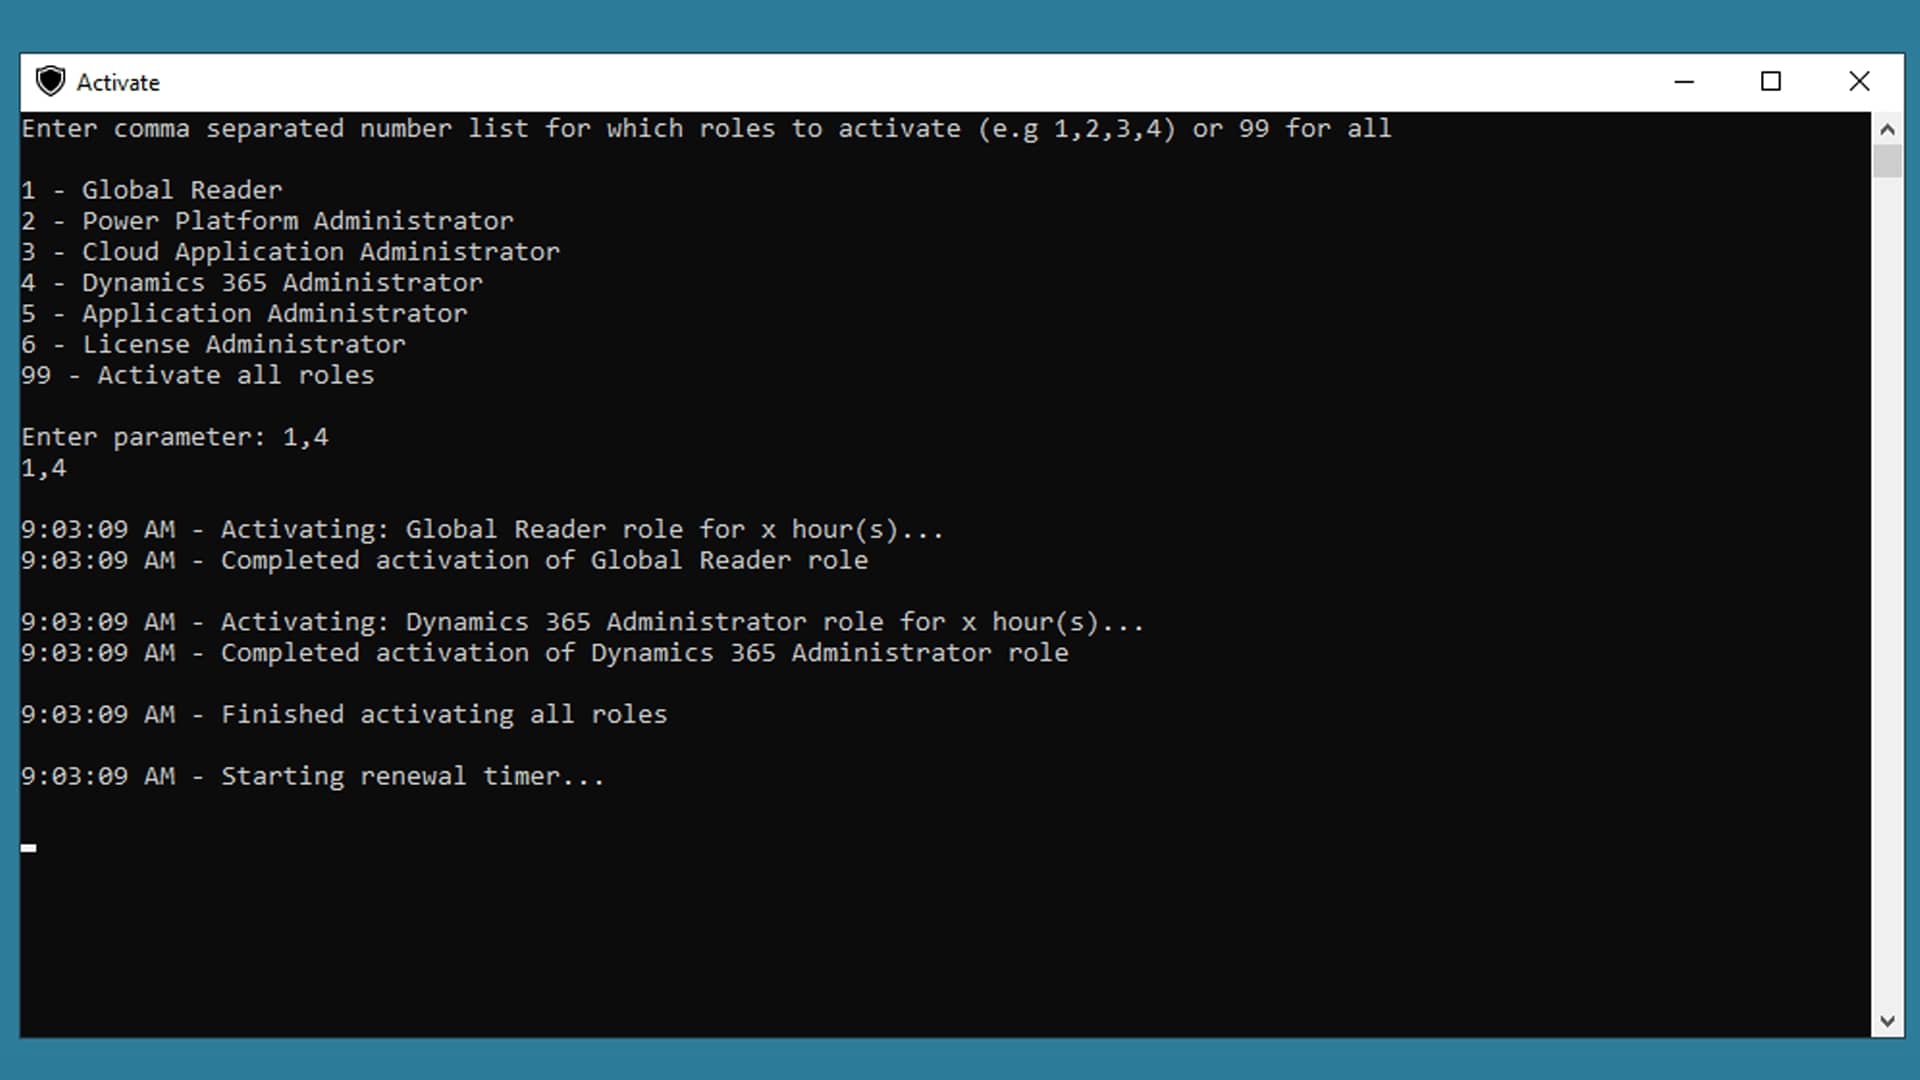 Activate
Enter comma separated number list for which roles to activate (e.g 1,2,3,4) or 99 for all
1 - Global Reader
2 - Power Platform Administrator
3 - Cloud Application Administrator
4 - Dynamics 365 Administrator
5 - Application Administrator
6 - License Administrator
99 - Activate all roles
Enter parameter: 1,4
1,4
9:03:09 AM - Activating: Global Reader role for x hour(s)...
9:03:09 AM - Completed activation of Global Reader role
9:03:09 AM - Activating: Dynamics 365 Administrator role for x hour(s)...
9:03:09 AM - Completed activation of Dynamics 365 Administrator role
9:03:09 AM - Finished activating all roles
9:03:09 AM - Starting renewal timer...